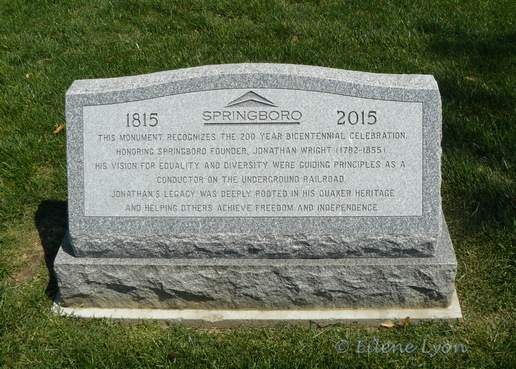 1815 SPRINGBORO 2015
THIS MONUMENT RECOGNIZES THE 200 YEAR BICENTENNIAL CELEBRATION,
HONORING SPRINGBORO FOUNDER, JONATHAN WRIGHT (1782-1855).
HIS VISION FOR EQUALITY AND DIVERSITY WERE GUIDING PRINCIPLES AS A
CONDUCTOR ON THE UNDERGROUND RAILROAD.
JONATHAN'S LEGACY WAS DEEPLY ROOTED IN HIS QUAKER HERITAGE
AND HELPING OTHERS ACHIEVE FREEDOM AND INDEPENDENCE
© Eilene Lyon